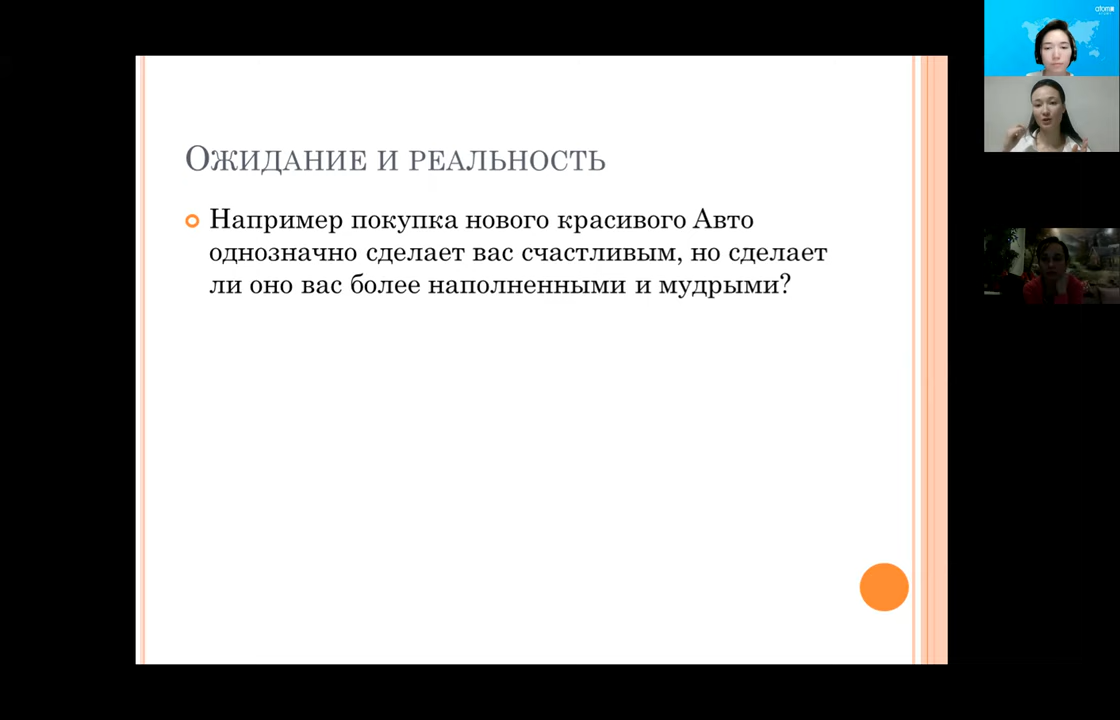 atomy
Ожидание и реальность
Например покупка нового красивого Авто
однозначно сделает вас счастливым, но сделает
ли оно вас более наполненными и мудрыми?